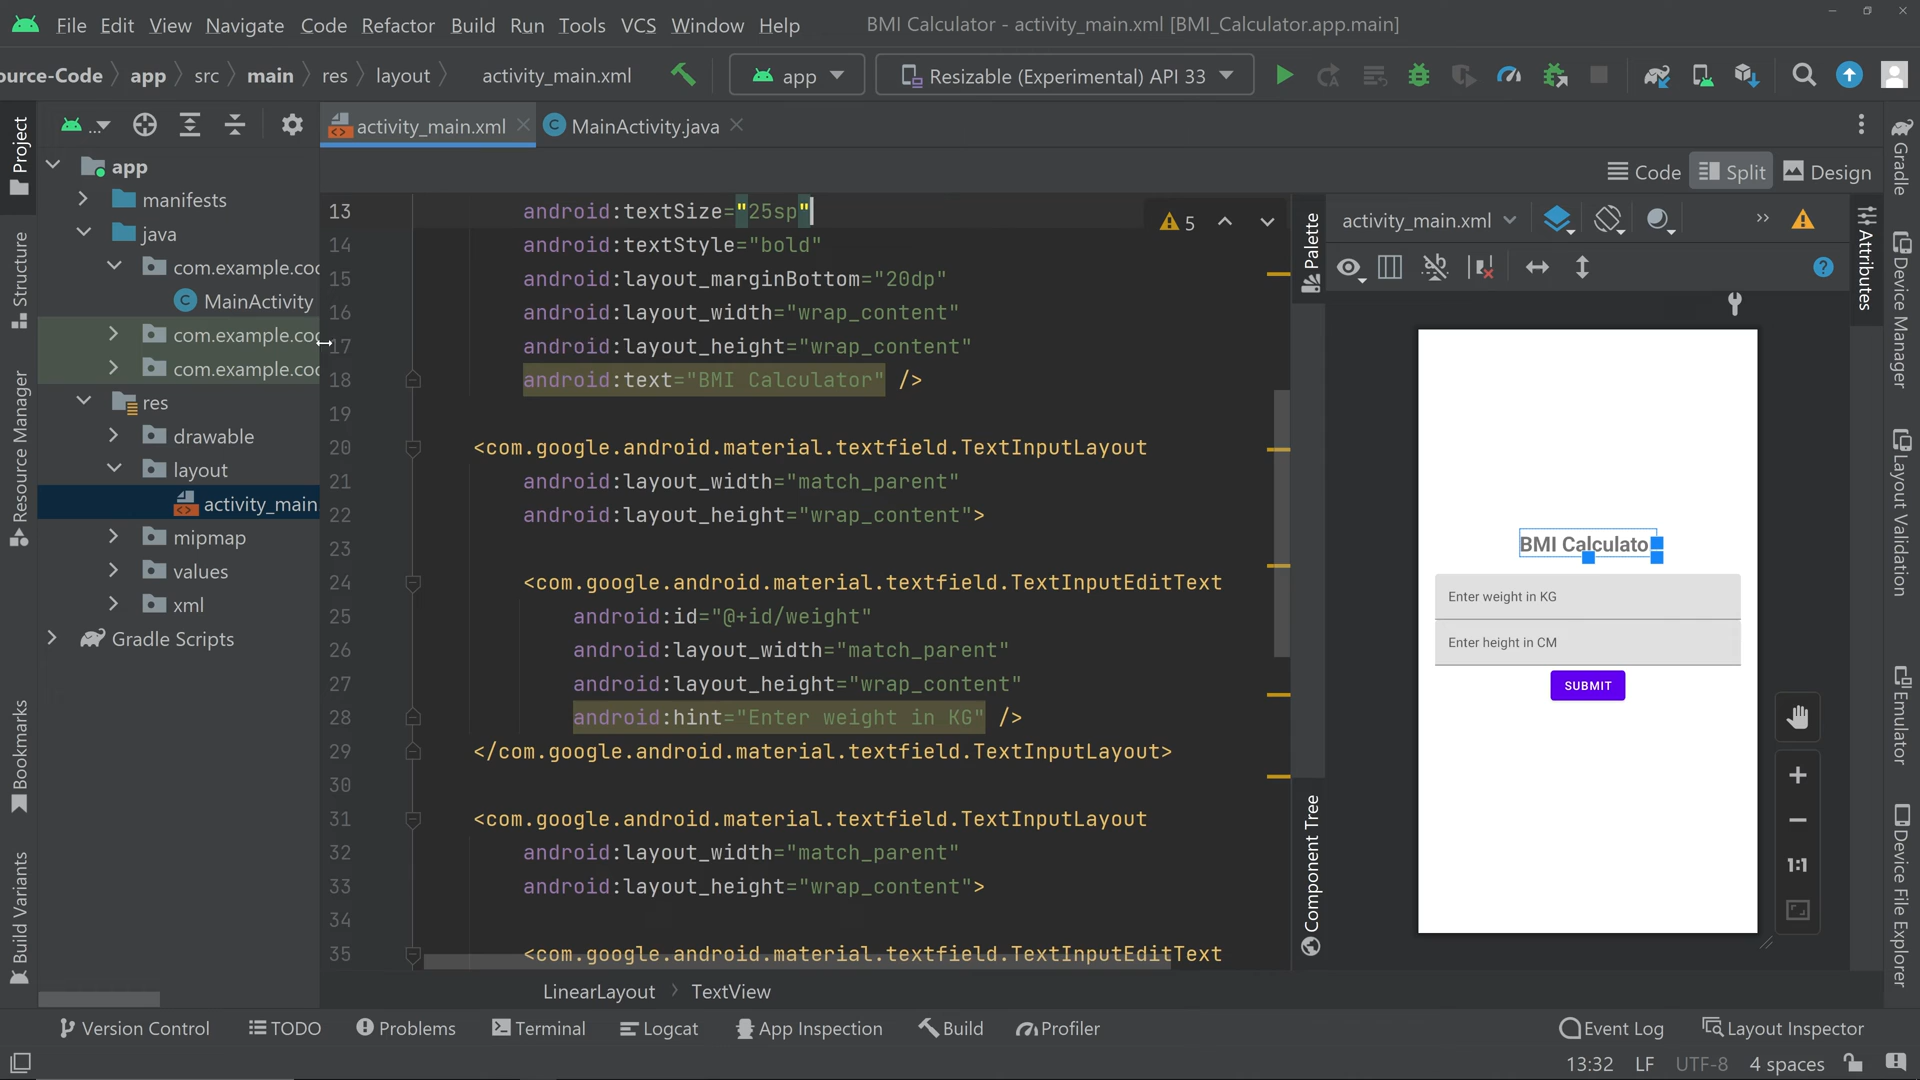 File Edit View Navigate Code Refactor Build Run Tools VCS Window Help BMI Calculator - activity_main.xml [BMI_Calculator.app.main]
ource-Code app src main res layout activity_main.xml app Resizable (Experimental) API 33
... activity_main.xml MainActivity.java
Code Split Design
Project
Structure
Resource Manager
Bookmarks
Build Variants
app
manifests
java
com.example.coc
MainActivity
com.example.coc
com.example.coc
res
drawable
layout
activity_main
mipmap
values
xml
Gradle Scripts
13 android:textSize="25sp"
14 android:textStyle="bold"
15 android:layout_marginBottom="20dp"
16 android:layout_width="wrap_content"
17 android:layout_height="wrap_content"
18 android:text="BMI Calculator" />
19
20 <com.google.android.material.textfield.TextInputLayout
21 android:layout_width="match_parent"
22 android:layout_height="wrap_content">
23
24 <com.google.android.material.textfield.TextInputEditText
25 android:id="@+id/weight"
26 android:layout_width="match_parent"
27 android:layout_height="wrap_content"
28 android:hint="Enter weight in KG" />
29 </com.google.android.material.textfield.TextInputLayout>
30
31 <com.google.android.material.textfield.TextInputLayout
32 android:layout_width="match_parent"
33 android:layout_height="wrap_content">
34
35 <com.google.android.material.textfield.TextInputEditText
5
Palette
Component Tree
activity_main.xml
BMI Calculato
Enter weight in KG
Enter height in CM
SUBMIT
1:1
Attributes
Gradle
Device Manager
Layout Validation
Emulator
Device File Explorer
LinearLayout TextView
Version Control TODO Problems Terminal Logcat App Inspection Build Profiler Event Log Layout Inspector
13:32 LF UTF-8 4 spaces